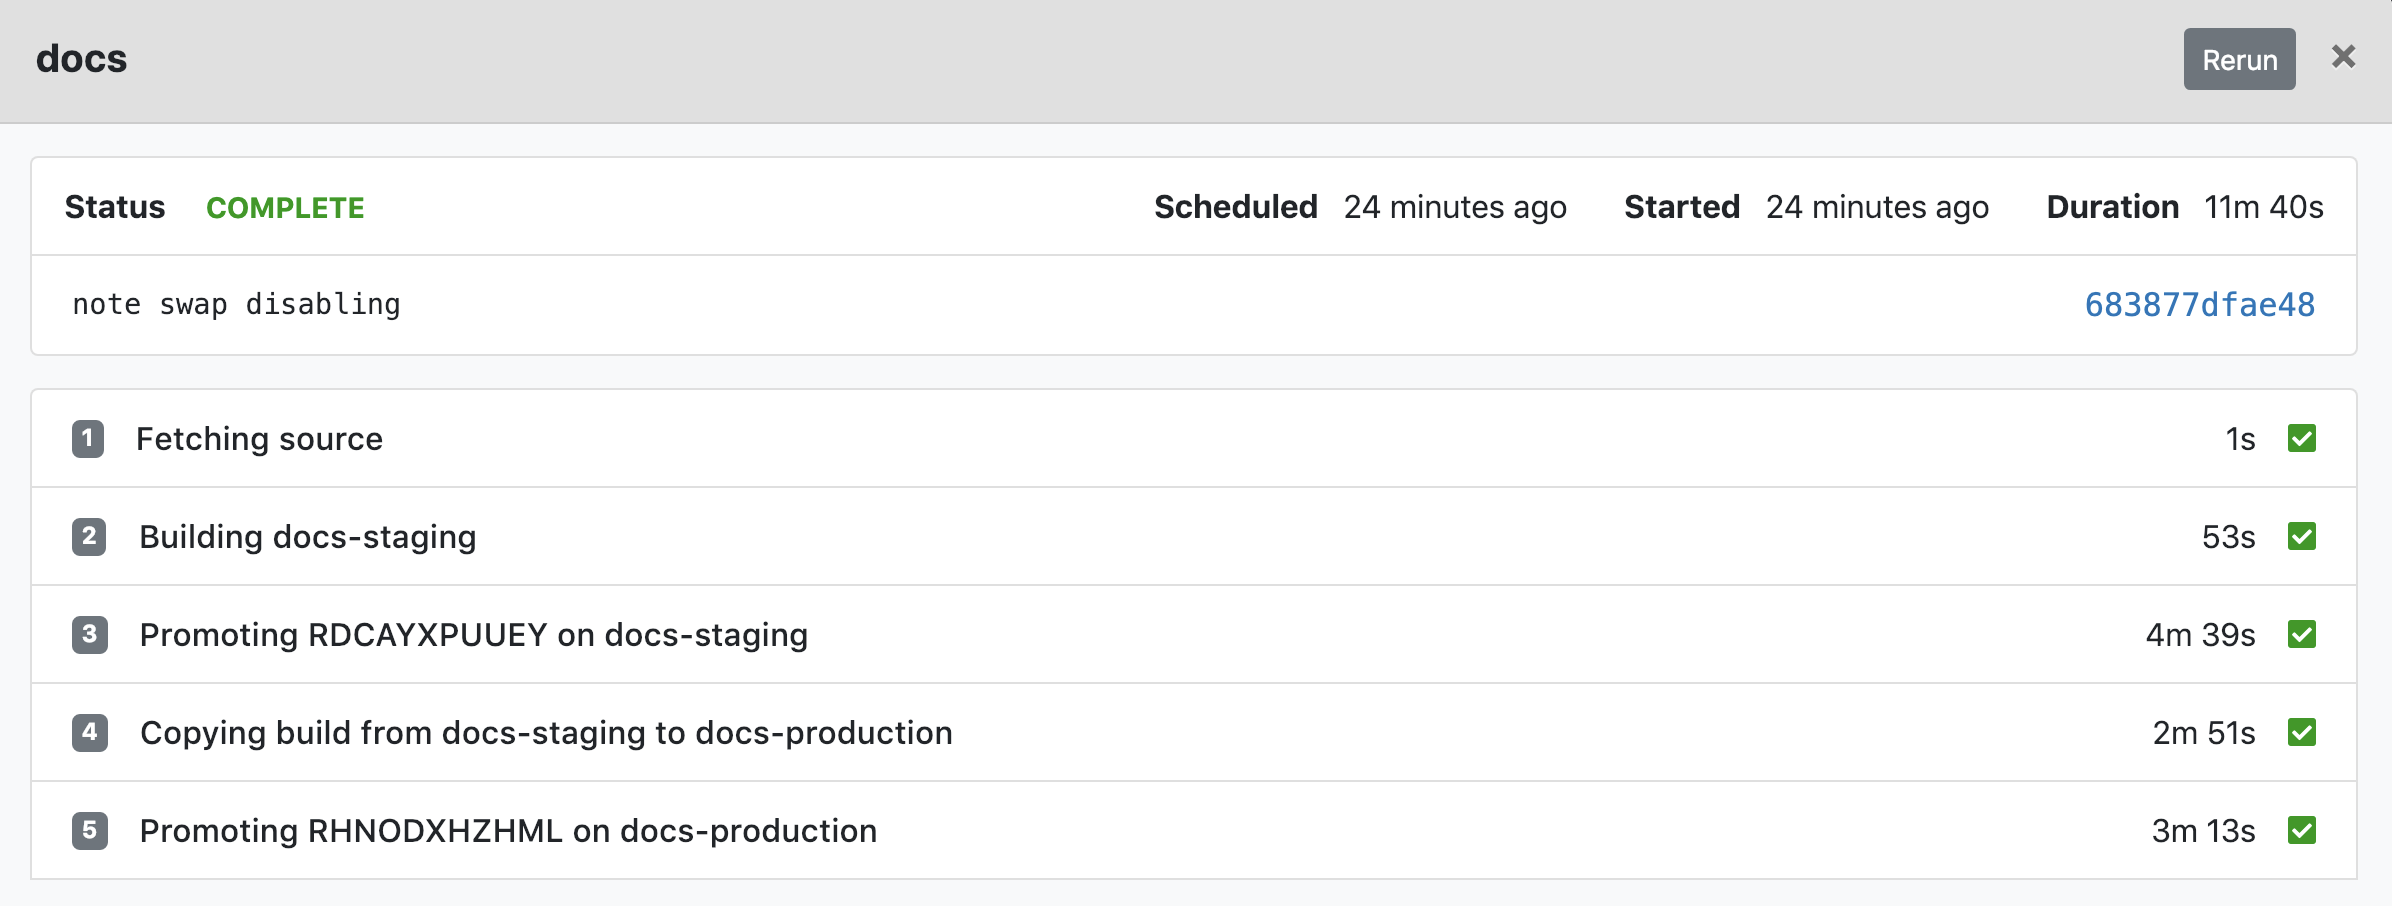 docs
Rerun ×
Status COMPLETE Scheduled 24 minutes ago Started 24 minutes ago Duration 11m 40s
note swap disabling 683877dfae48
1 Fetching source 1s
2 Building docs-staging 53s
3 Promoting RDCAYXPUUEY on docs-staging 4m 39s
4 Copying build from docs-staging to docs-production 2m 51s
5 Promoting RHNODXHZHML on docs-production 3m 13s